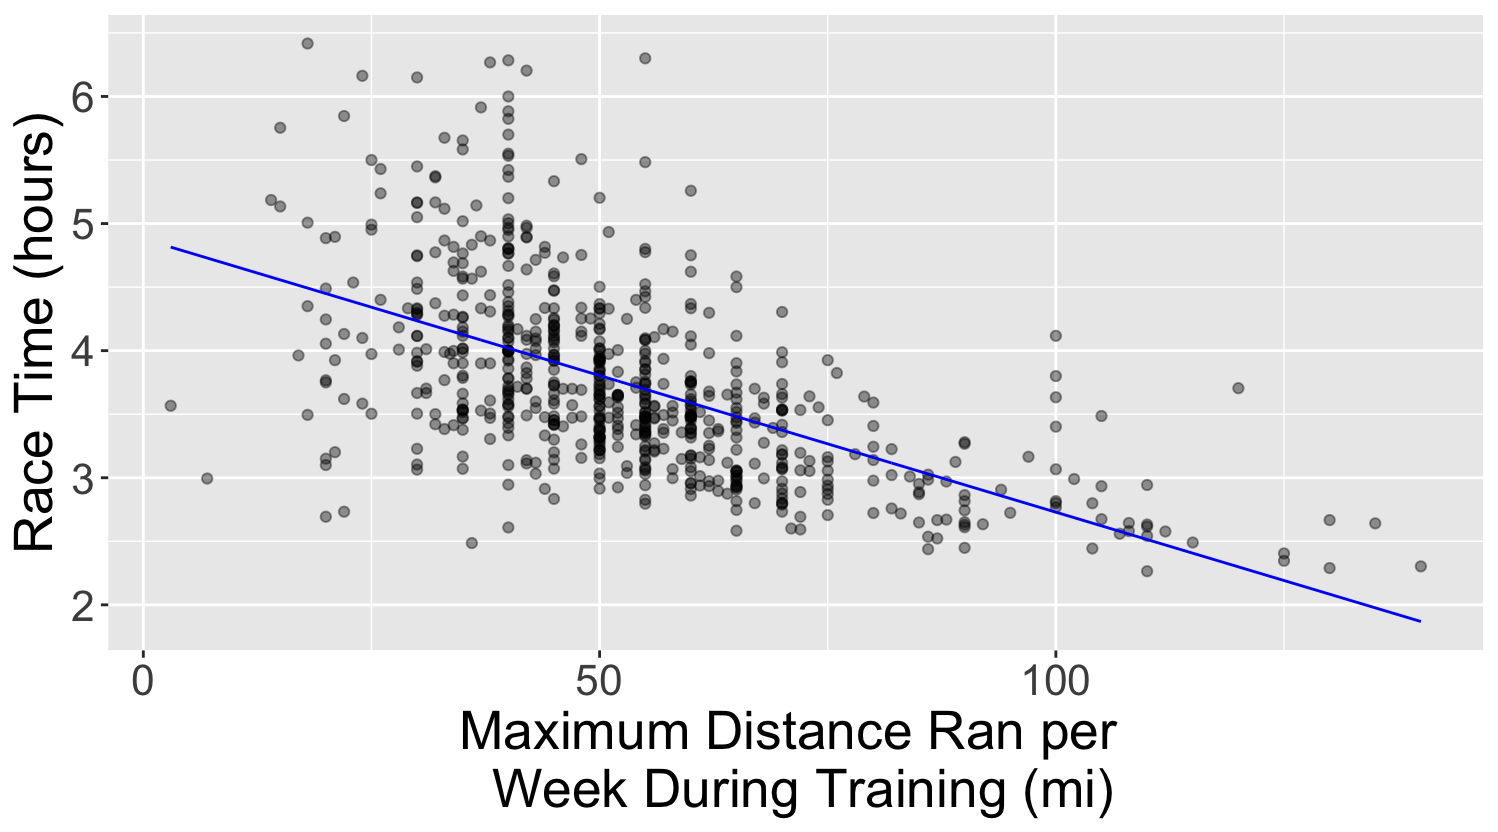 Race Time (hours)
6
5
4
3
2
0 50 100
Maximum Distance Ran per
Week During Training (mi)